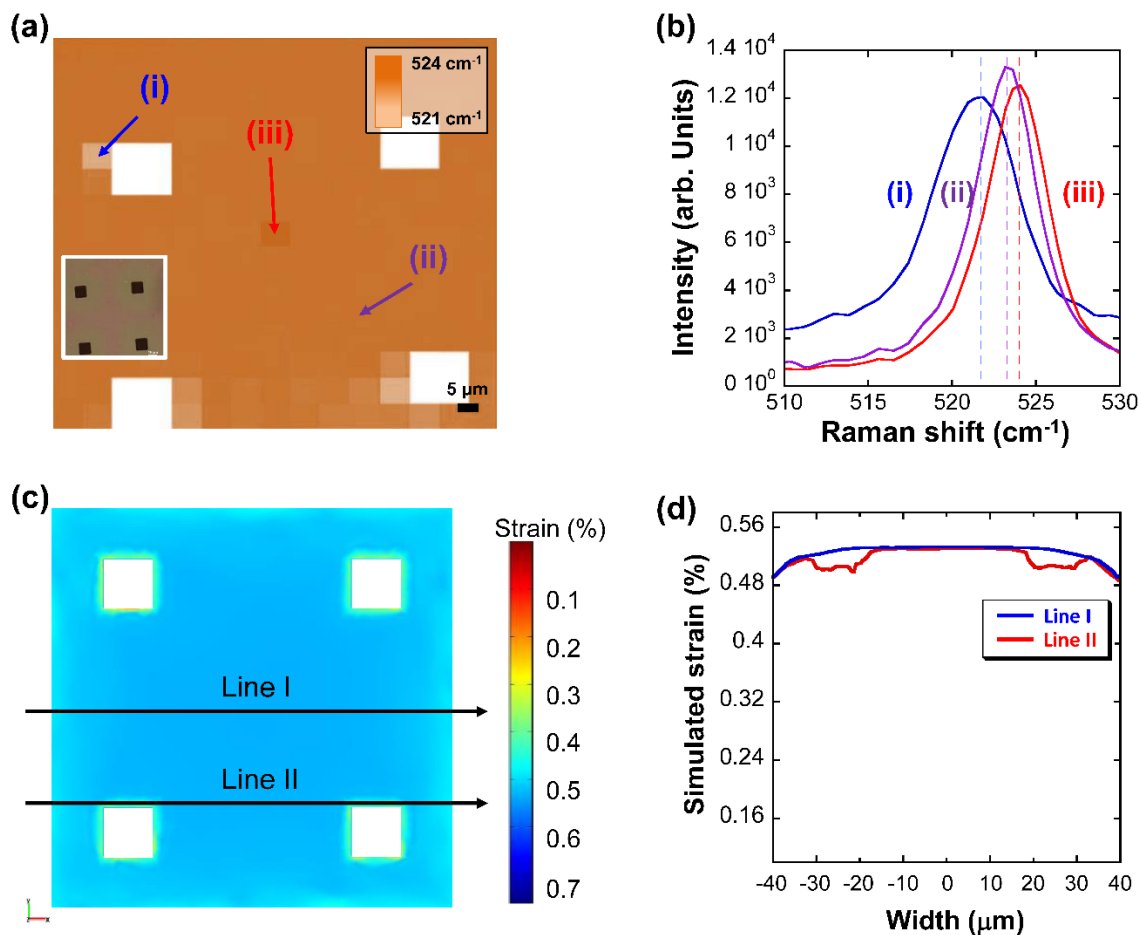 (a)
524 cm-1
521 cm-1
(i)
(iii)
(ii)
5 μm
(b)
Intensity (arb. Units)
1.4 10⁴
1.2 10⁴
1 10⁴
8 10³
6 10³
4 10³
2 10³
0 10⁰
(i)
(ii)
(iii)
510
515
520
525
530
Raman shift (cm-1)
(c)
Line I
Line II
Strain (%)
0.1
0.2
0.3
0.4
0.5
0.6
0.7
y
x
(d)
Simulated strain (%)
0.56
0.48
0.4
0.32
0.24
0.16
Line I
Line II
-40 -30 -20 -10 0 10 20 30 40
Width (μm)